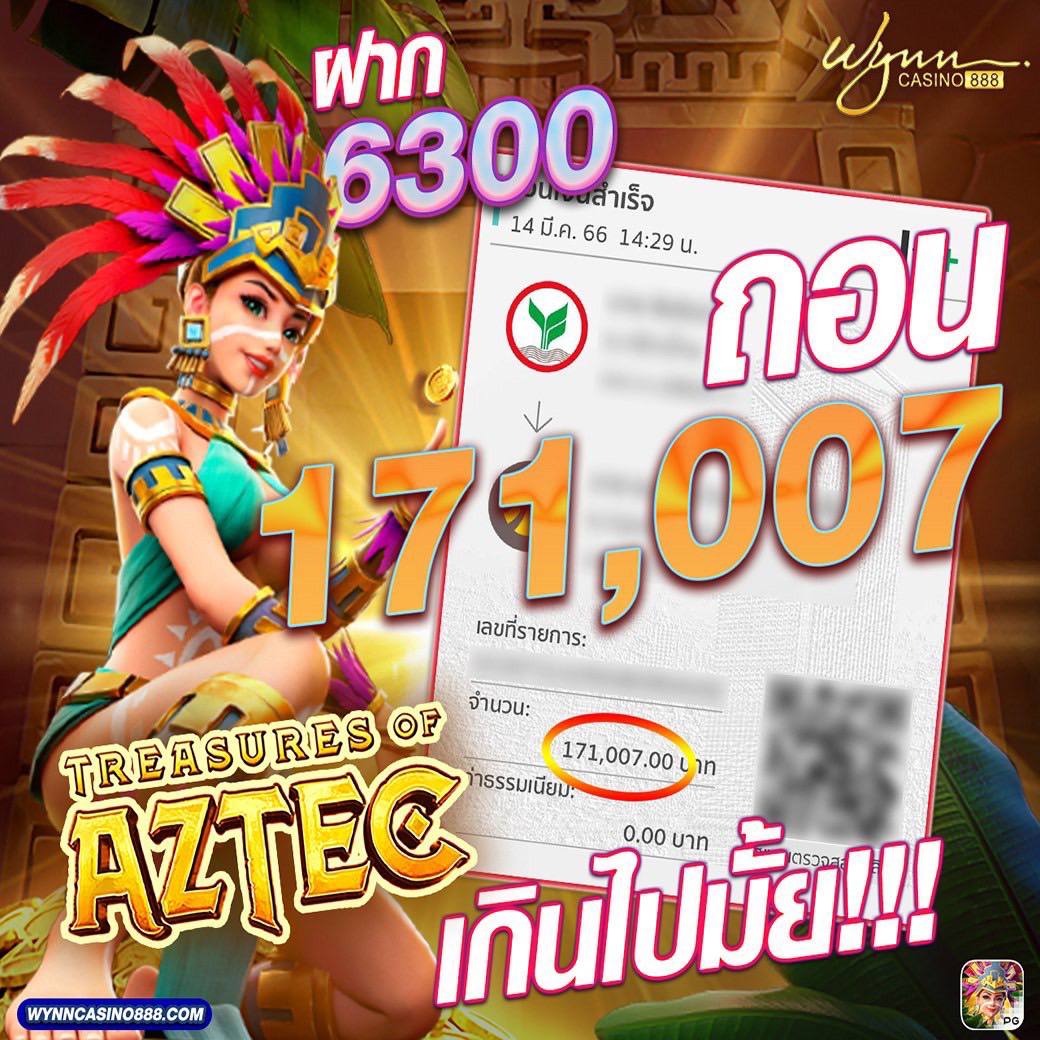 Wynn
CASINO 888
ฝาก
6300
สำเร็จ
14 มี.ค. 66 14:29 น.
ถอน
171,007
เลขที่รายการ:
จำนวน:
171,007.00 บาท
ค่าธรรมเนียม:
0.00 บาท
TREASURES OF
AZTEC
เกินไปมั้ย!!!
WYNNCASINO888.COM
PG